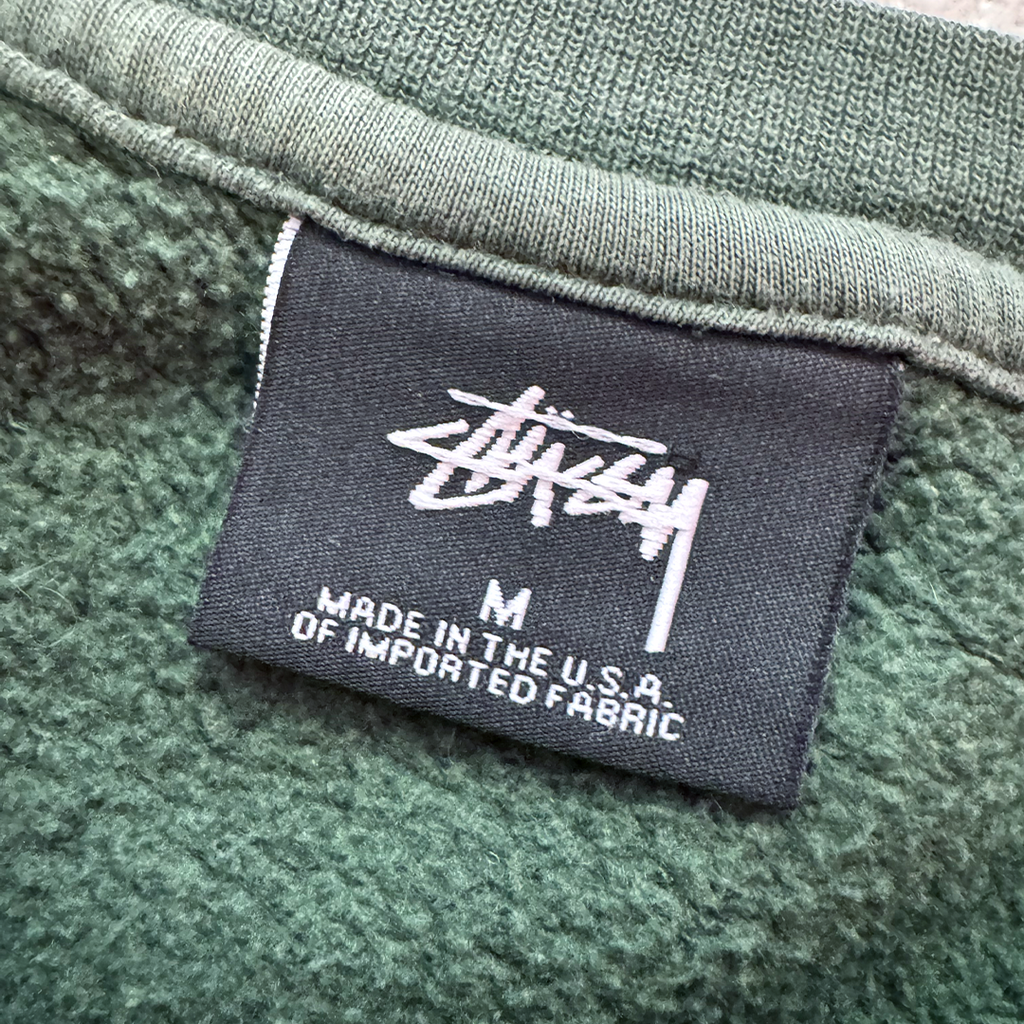 Stüssy
M
MADE IN THE U.S.A.
OF IMPORTED FABRIC